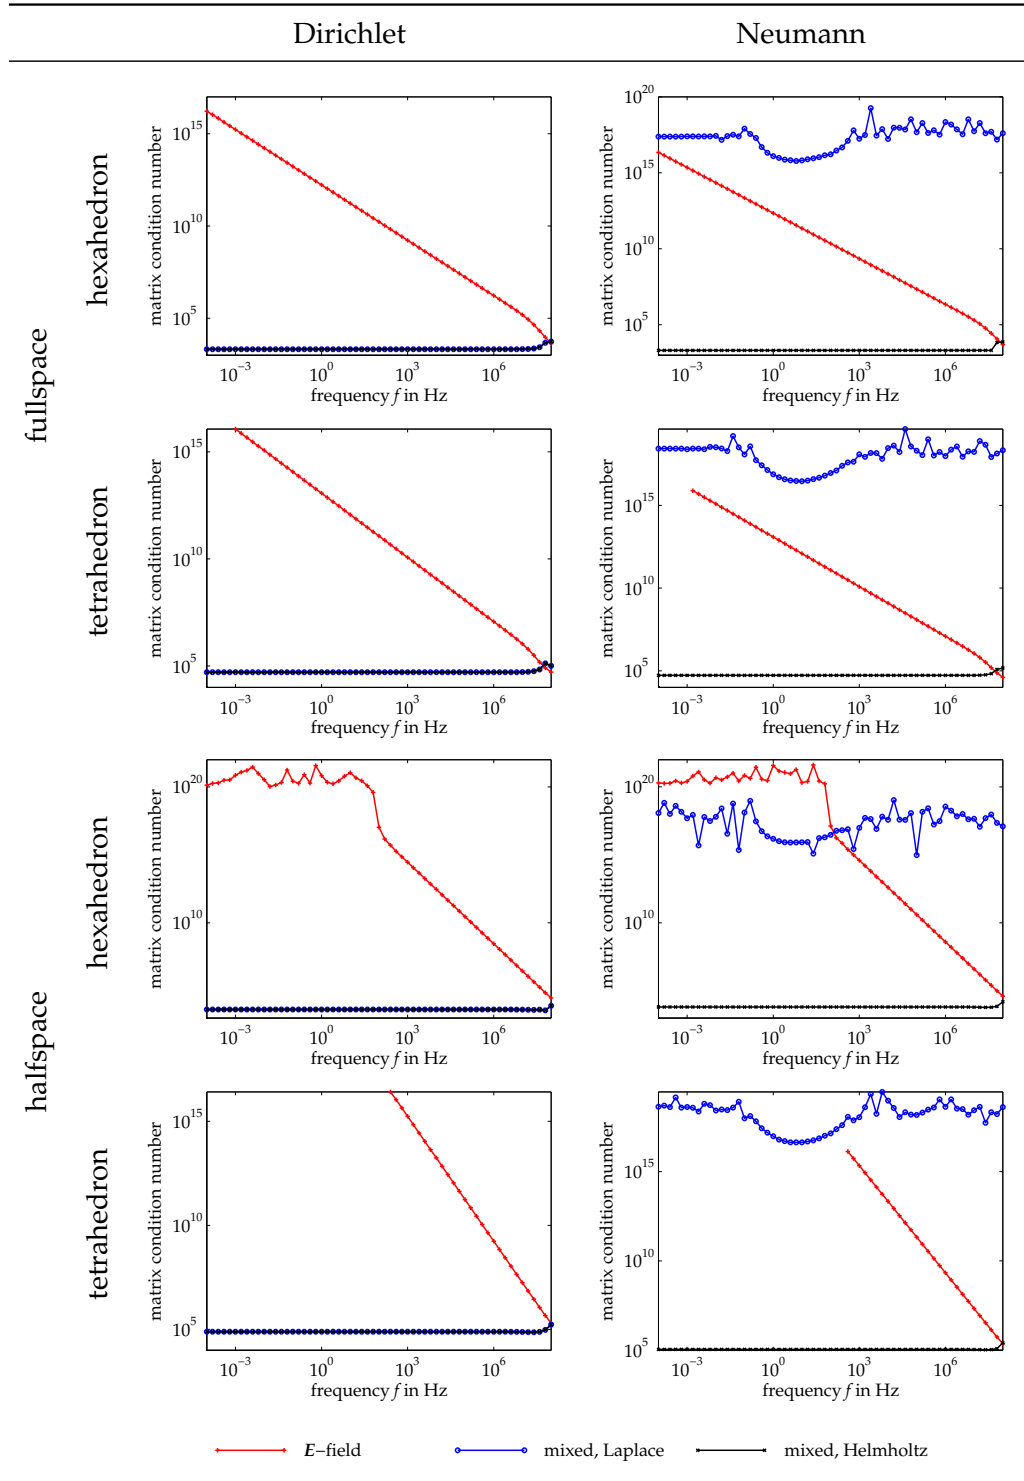 Dirichlet Neumann
fullspace
hexahedron
matrix condition number
10^15
10^10
10^5
10^-3 10^0 10^3 10^6
frequency f in Hz
matrix condition number
10^20
10^15
10^10
10^5
10^-3 10^0 10^3 10^6
frequency f in Hz
tetrahedron
matrix condition number
10^15
10^10
10^5
10^-3 10^0 10^3 10^6
frequency f in Hz
matrix condition number
10^15
10^10
10^5
10^-3 10^0 10^3 10^6
frequency f in Hz
halfspace
hexahedron
matrix condition number
10^20
10^10
10^-3 10^0 10^3 10^6
frequency f in Hz
matrix condition number
10^20
10^10
10^-3 10^0 10^3 10^6
frequency f in Hz
tetrahedron
matrix condition number
10^15
10^10
10^5
10^-3 10^0 10^3 10^6
frequency f in Hz
matrix condition number
10^15
10^10
10^5
10^-3 10^0 10^3 10^6
frequency f in Hz
E–field mixed, Laplace mixed, Helmholtz